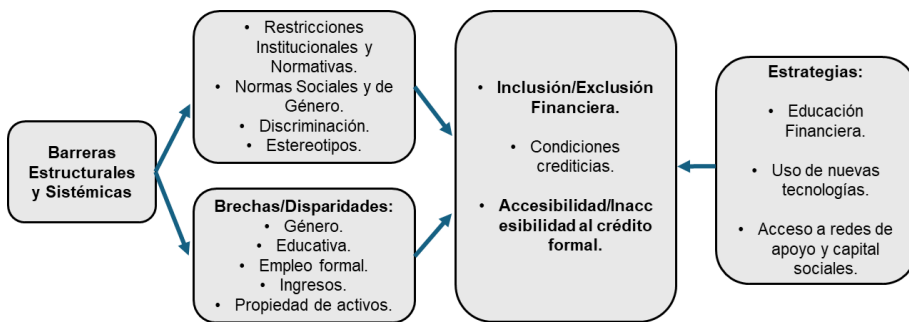 Barreras
Estructurales
y Sistémicas
• Restricciones
Institucionales y
Normativas.
• Normas Sociales y de
Género.
• Discriminación.
• Estereotipos.
Brechas/Disparidades:
• Género.
• Educativa.
• Empleo formal.
• Ingresos.
• Propiedad de activos.
• Inclusión/Exclusión
Financiera.
• Condiciones
crediticias.
• Accesibilidad/Inacc
esibilidad al crédito
formal.
Estrategias:
• Educación
Financiera.
• Uso de nuevas
tecnologías.
• Acceso a redes de
apoyo y capital
sociales.